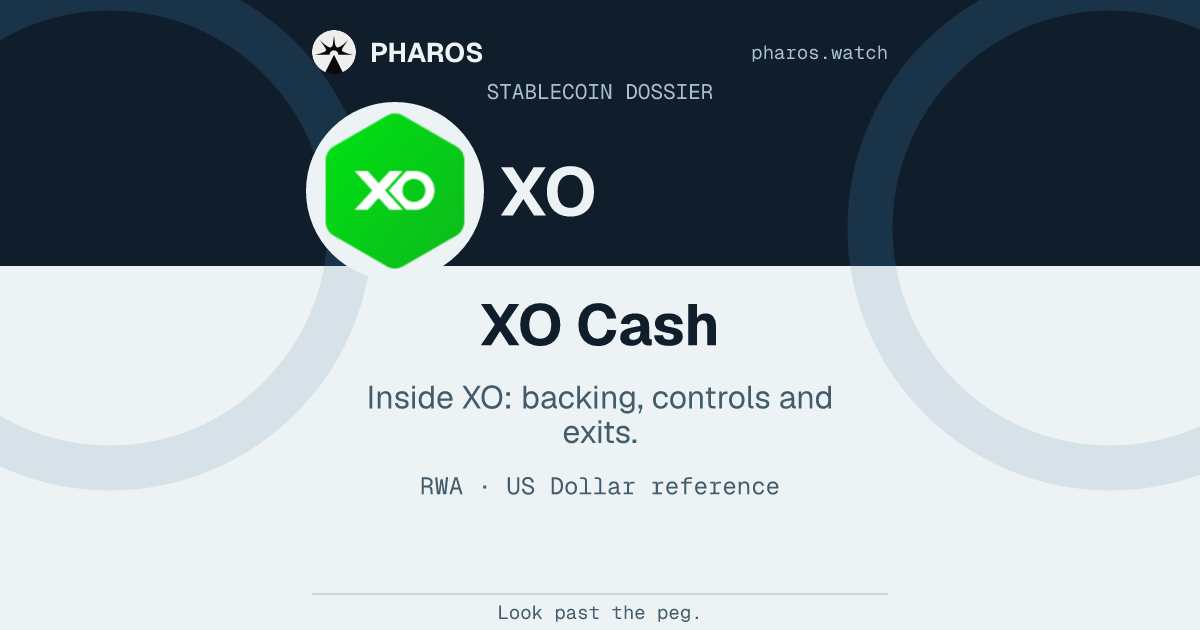 PHAROS
pharos.watch
STABLECOIN DOSSIER
XO
XO
XO Cash
Inside XO: backing, controls and
exits.
RWA · US Dollar reference
Look past the peg.